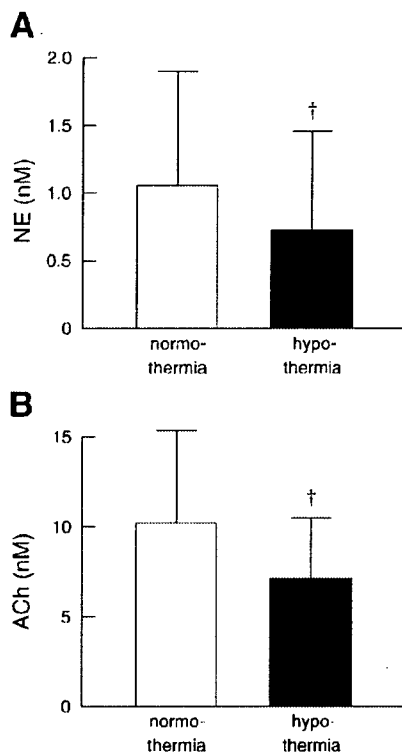 A
2.0
1.5
1.0
0.5
0
NE (nM)
†
normo-
thermia
hypo-
thermia
B
15
10
5
0
ACh (nM)
†
normo-
thermia
hypo-
thermia